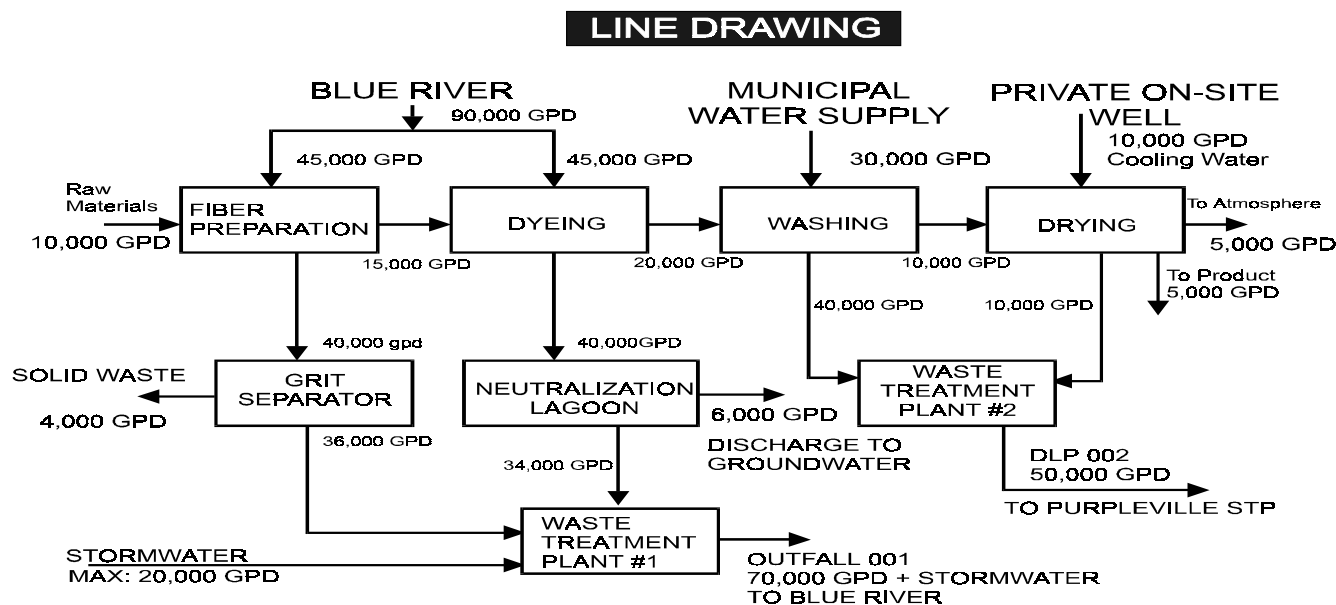 LINE DRAWING
BLUE RIVER
90,000 GPD
MUNICIPAL
WATER SUPPLY
PRIVATE ON-SITE
WELL
10,000 GPD
Cooling Water
45,000 GPD
45,000 GPD
30,000 GPD
Raw
Materials
10,000 GPD
FIBER
PREPARATION
15,000 GPD
DYEING
20,000 GPD
WASHING
10,000 GPD
DRYING
To Atmosphere
5,000 GPD
To Product
5,000 GPD
40,000 gpd
40,000GPD
40,000 GPD
10,000 GPD
SOLID WASTE
4,000 GPD
GRIT
SEPARATOR
36,000 GPD
NEUTRALIZATION
LAGOON
6,000 GPD
DISCHARGE TO
GROUNDWATER
34,000 GPD
WASTE
TREATMENT
PLANT #2
DLP 002
50,000 GPD
TO PURPLEVILLE STP
STORMWATER
MAX: 20,000 GPD
WASTE
TREATMENT
PLANT #1
OUTFALL 001
70,000 GPD + STORMWATER
TO BLUE RIVER